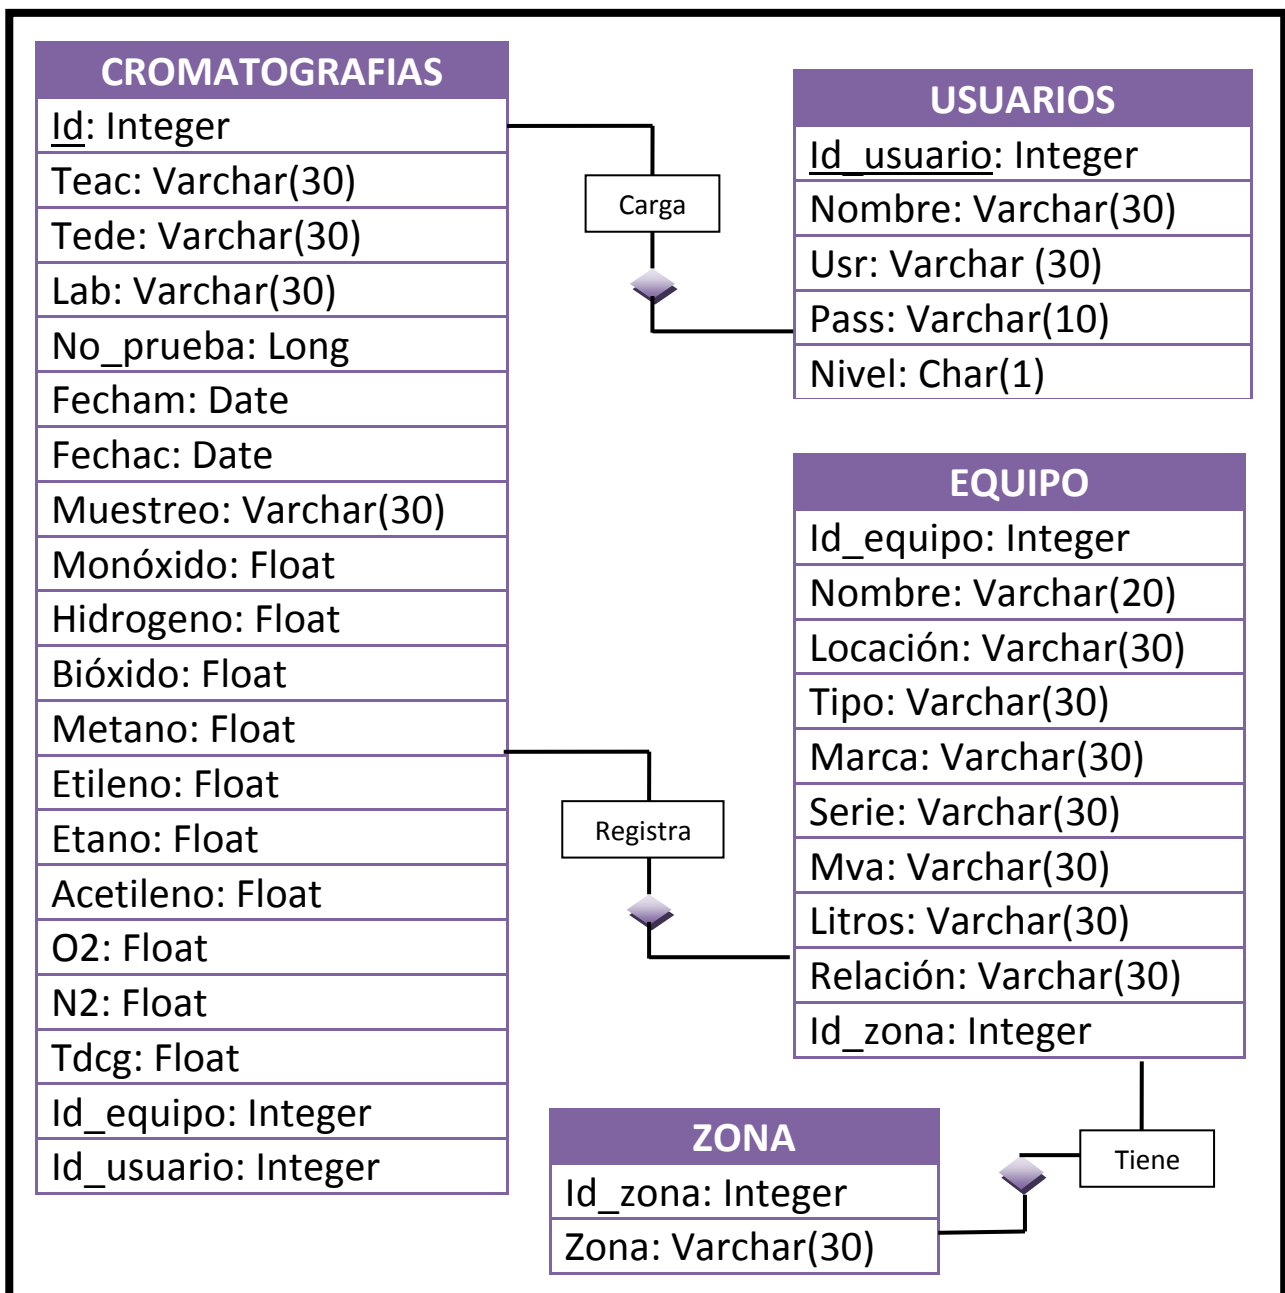 CROMATOGRAFIAS
Id: Integer
Teac: Varchar(30)
Tede: Varchar(30)
Lab: Varchar(30)
No_prueba: Long
Fecham: Date
Fechac: Date
Muestreo: Varchar(30)
Monóxido: Float
Hidrogeno: Float
Bióxido: Float
Metano: Float
Etileno: Float
Etano: Float
Acetileno: Float
O2: Float
N2: Float
Tdcg: Float
Id_equipo: Integer
Id_usuario: Integer
Carga
USUARIOS
Id_usuario: Integer
Nombre: Varchar(30)
Usr: Varchar (30)
Pass: Varchar(10)
Nivel: Char(1)
Registra
EQUIPO
Id_equipo: Integer
Nombre: Varchar(20)
Locación: Varchar(30)
Tipo: Varchar(30)
Marca: Varchar(30)
Serie: Varchar(30)
Mva: Varchar(30)
Litros: Varchar(30)
Relación: Varchar(30)
Id_zona: Integer
Tiene
ZONA
Id_zona: Integer
Zona: Varchar(30)